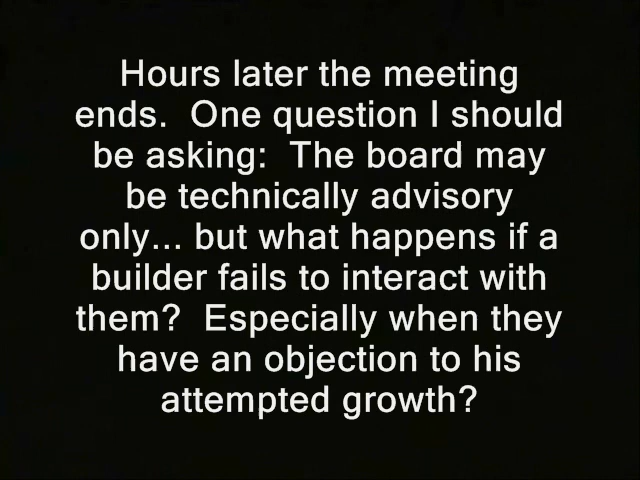 Hours later the meeting
ends.  One question I should
be asking:  The board may
be technically advisory
only... but what happens if a
builder fails to interact with
them?  Especially when they
have an objection to his
attempted growth?